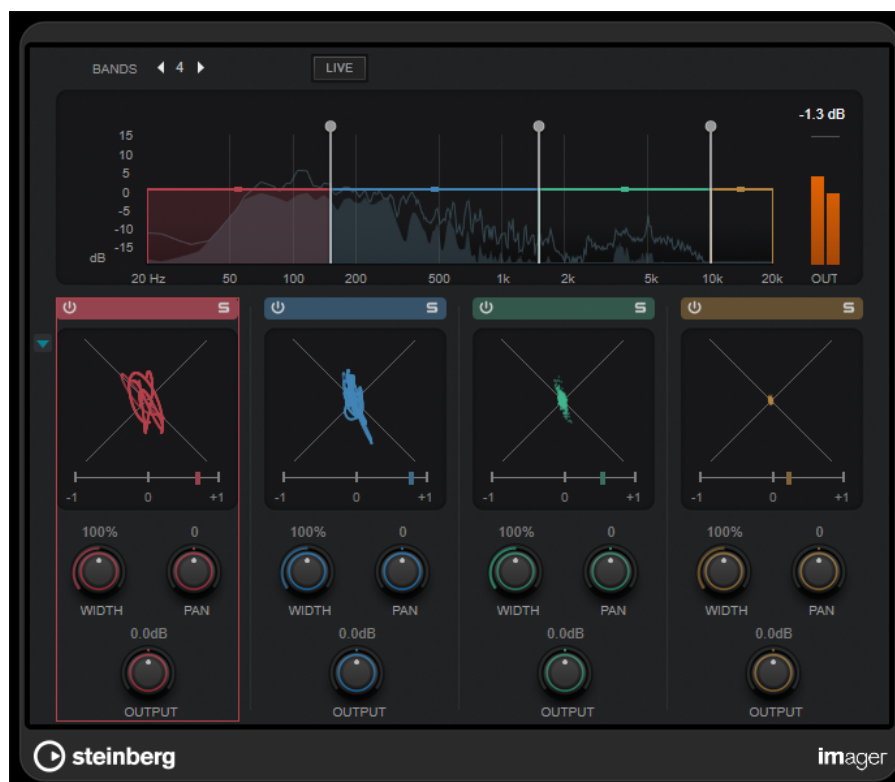 BANDS 4 LIVE
-1.3 dB
15
10
5
0
-5
-10
-15
dB
20 Hz 50 100 200 500 1k 2k 5k 10k 20k OUT
S S S S
-1 0 +1 -1 0 +1 -1 0 +1 -1 0 +1
100% 0 100% 0 100% 0 100% 0
WIDTH PAN WIDTH PAN WIDTH PAN WIDTH PAN
0.0dB 0.0dB 0.0dB 0.0dB
OUTPUT OUTPUT OUTPUT OUTPUT
steinberg imager